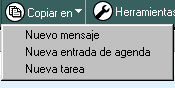 Copiar en Herramientas
Nuevo mensaje
Nueva entrada de agenda
Nueva tarea